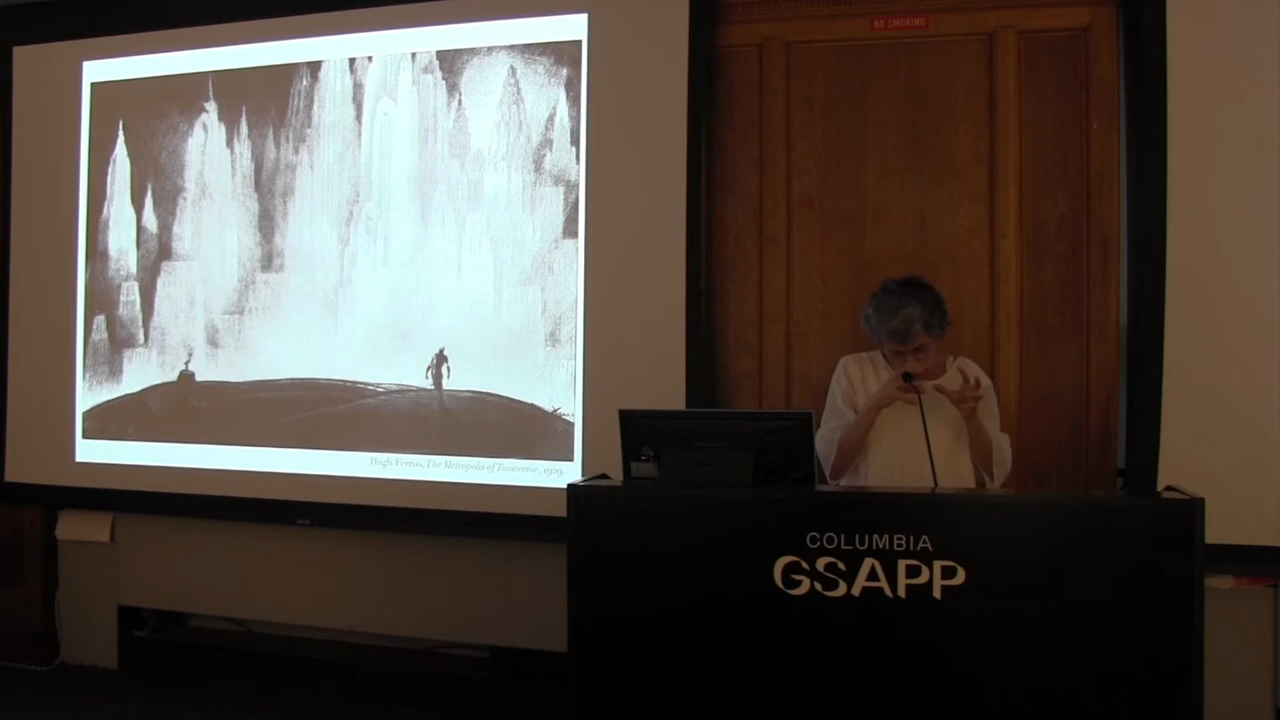 NO SMOKING
Hugh Ferriss, The Metropolis of Tomorrow, 1929.
COLUMBIA
GSAPP